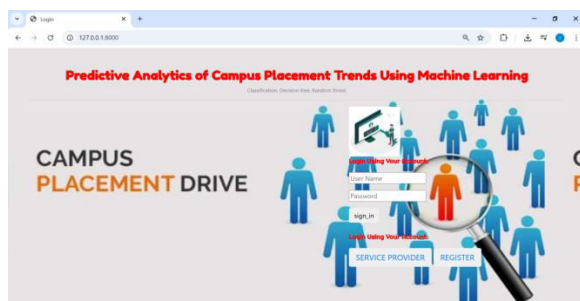 Login
127.0.0.1:8000
Predictive Analytics of Campus Placement Trends Using Machine Learning
Classification, Decision tree, Random forest.
CAMPUS
PLACEMENT DRIVE
Login Using Your Account:
User Name
Password
sign_in
Login Using Your Account:
SERVICE PROVIDER
REGISTER